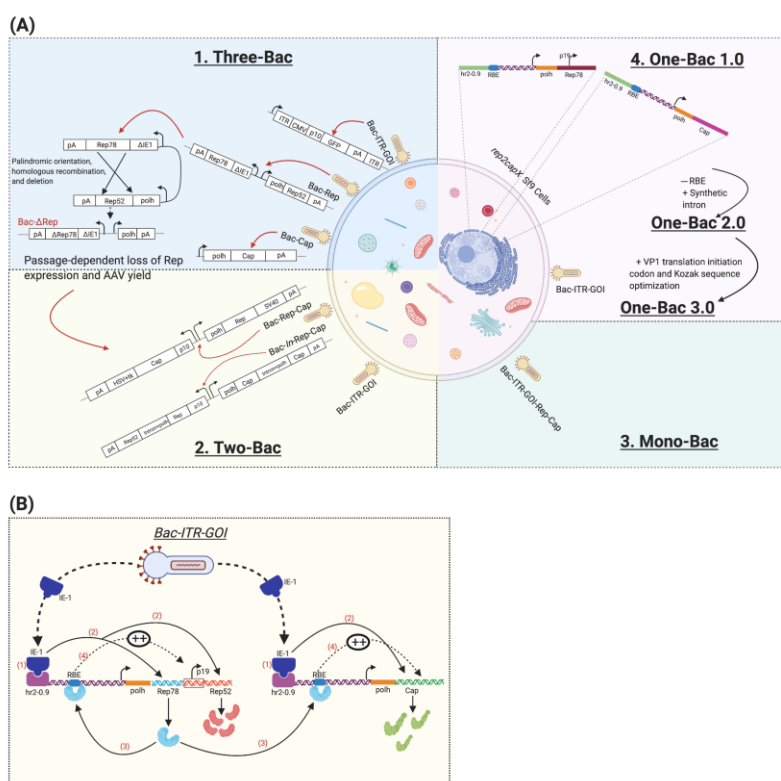 (A)
1. Three-Bac
pA Rep78 ΔIE1
Palindromic orientation,
homologous recombination,
and deletion
pA Rep52 polh
Bac-ΔRep
pA ΔRep78 ΔIE1 polh pA
Passage-dependent loss of Rep
expression and AAV yield
ITR CMV p10 GFP pA ITR
Bac-ITR-GOI
pA Rep78 ΔIE1 polh Rep52 pA
Bac-Rep
Bac-Cap
polh Cap pA
4. One-Bac 1.0
hr2-0.9 RBE polh p19 Rep78
hr2-0.9 RBE polh Cap
rep2capX Sf9 Cells
– RBE
+ Synthetic
intron
One-Bac 2.0
+ VP1 translation initiation
codon and Kozak sequence
optimization
One-Bac 3.0
Bac-ITR-GOI
pA HSVtk Cap p10 polh Rep SV40 pA
Bac-Rep-Cap
Bac-In-Rep-Cap
pA Rep52 intron+polh Rep p10 polh Cap intron+polh Cap pA
Bac-ITR-GOI
2. Two-Bac
Bac-ITR-GOI-Rep-Cap
3. Mono-Bac
(B)
Bac-ITR-GOI
IE-1
IE-1
IE-1
(1)
(2)
(2)
(4)
++
RBE
p19
hr2-0.9
polh
Rep78
Rep52
(3)
IE-1
(1)
(2)
(4)
++
RBE
hr2-0.9
polh
Cap
(3)